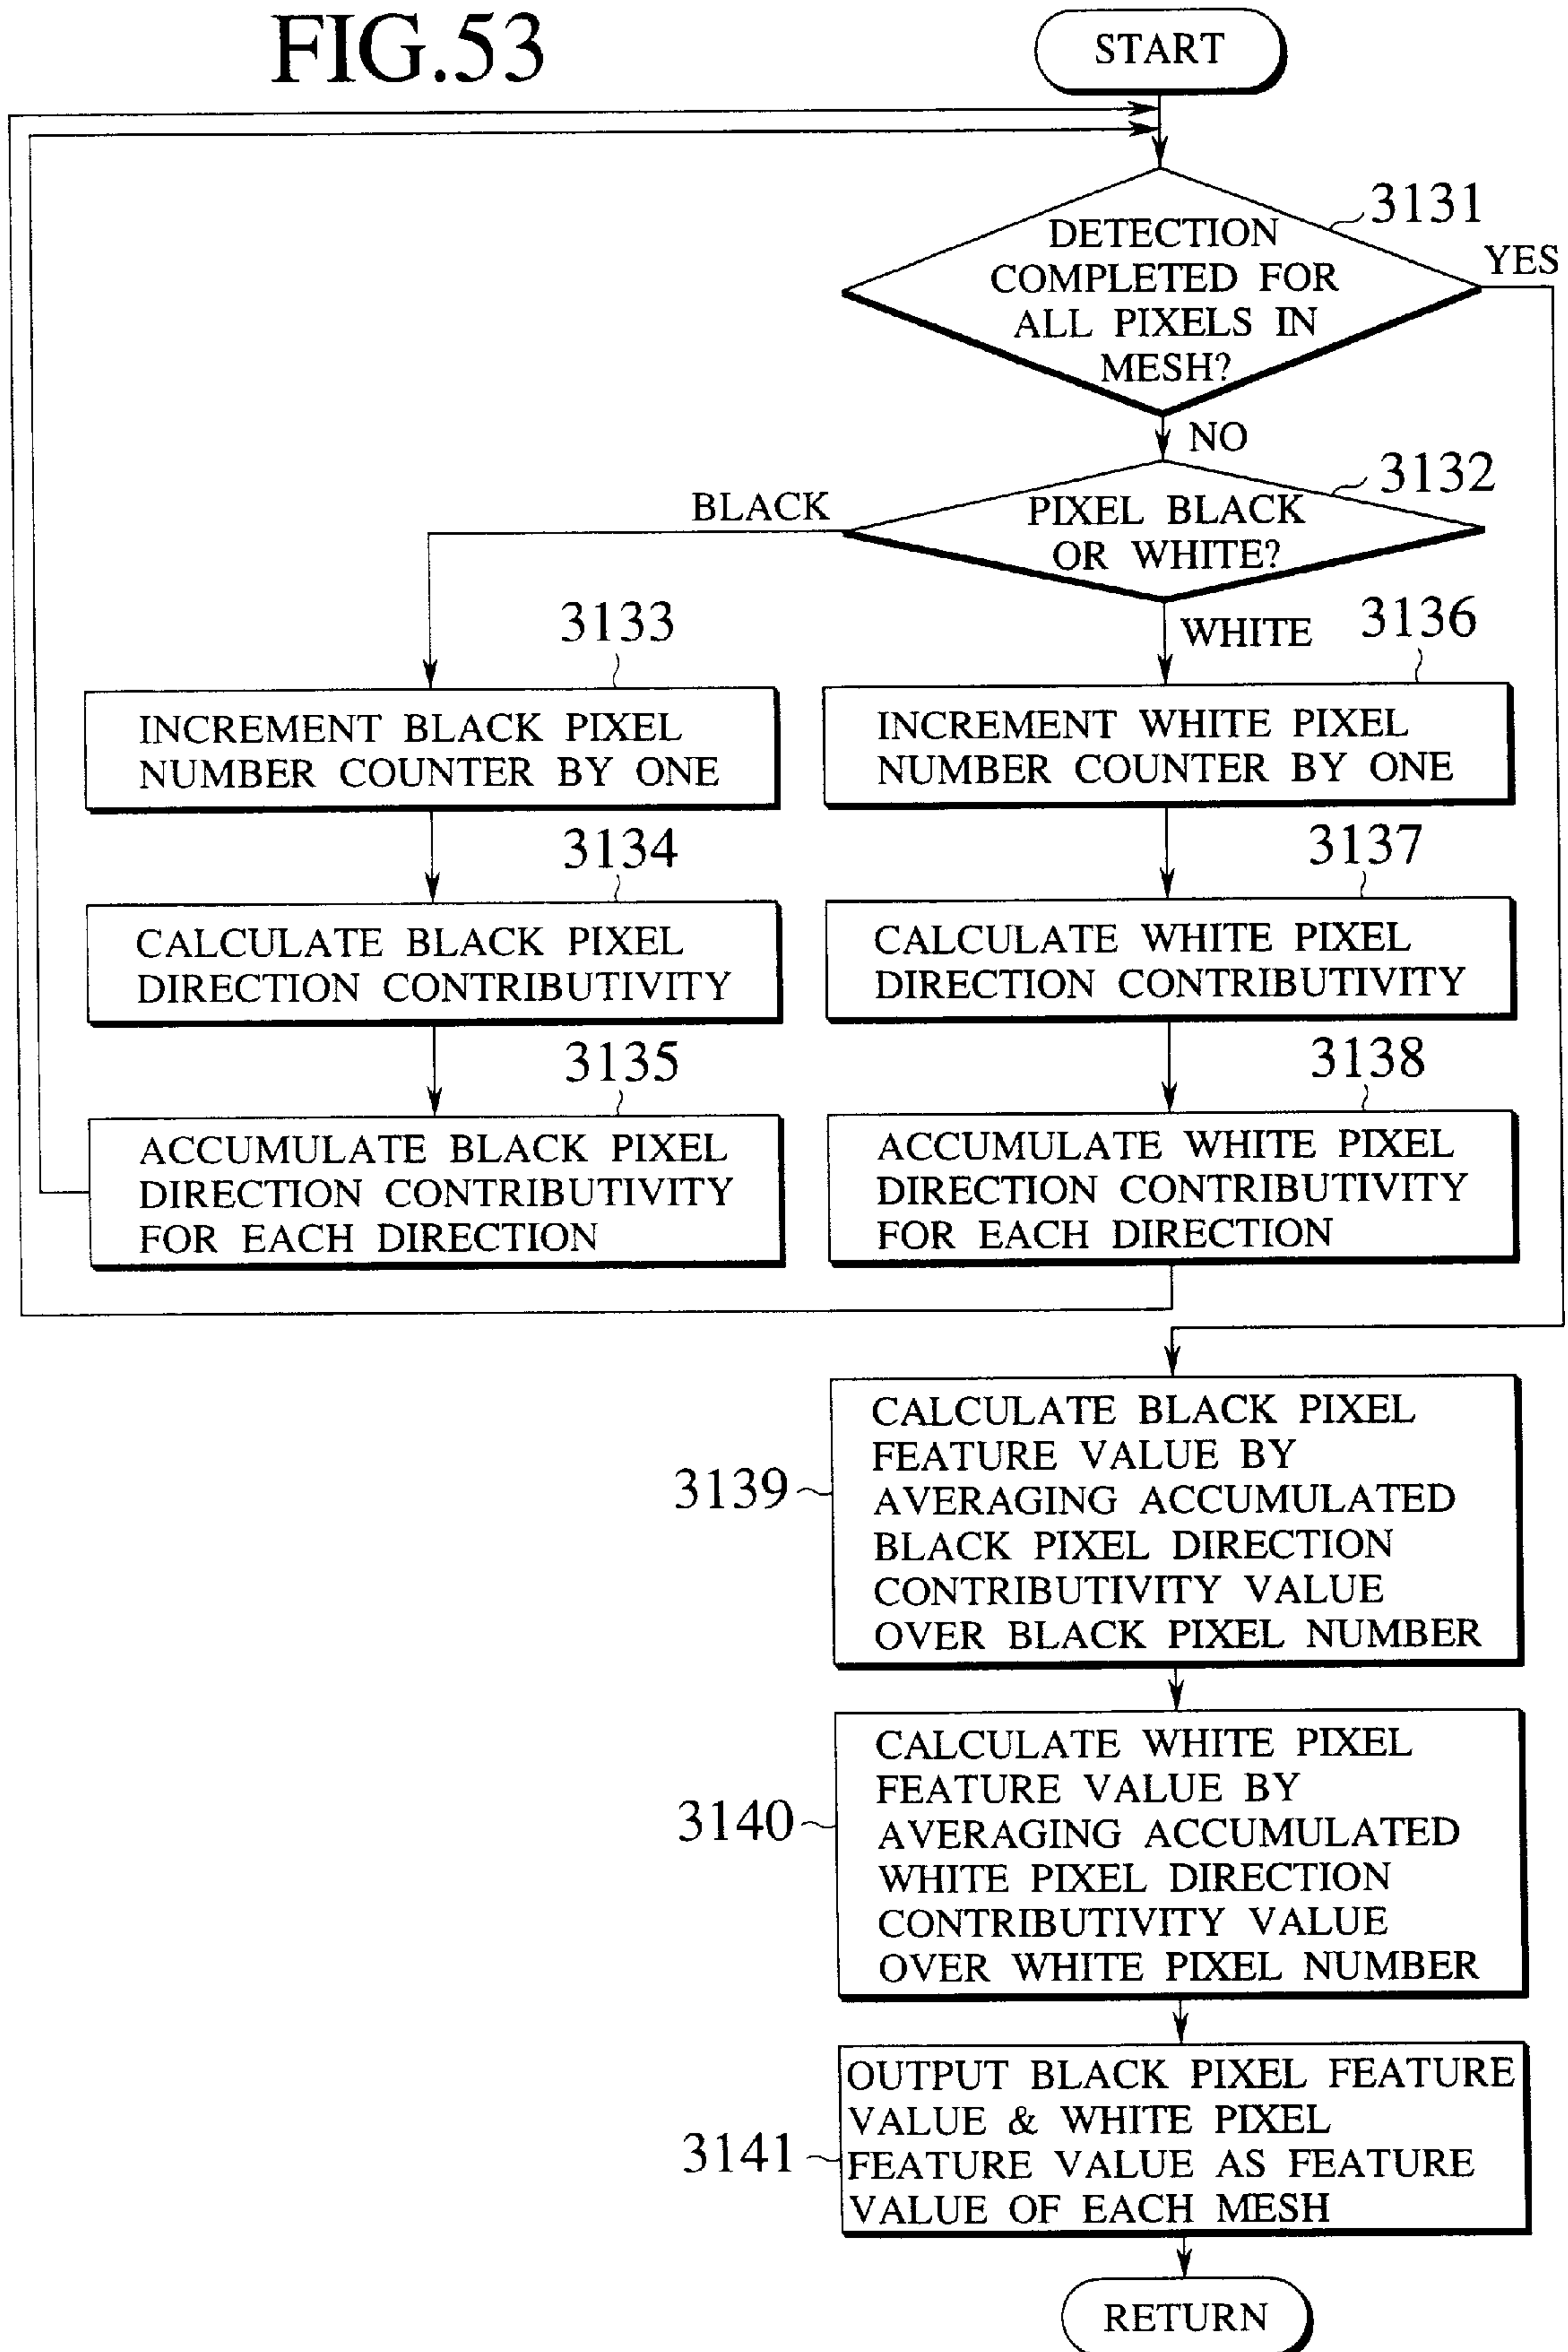 FIG.53
START
3131
DETECTION
COMPLETED FOR
ALL PIXELS IN
MESH?
YES
NO
3132
BLACK
PIXEL BLACK
OR WHITE?
WHITE
3133
INCREMENT BLACK PIXEL
NUMBER COUNTER BY ONE
3136
INCREMENT WHITE PIXEL
NUMBER COUNTER BY ONE
3134
CALCULATE BLACK PIXEL
DIRECTION CONTRIBUTIVITY
3137
CALCULATE WHITE PIXEL
DIRECTION CONTRIBUTIVITY
3135
ACCUMULATE BLACK PIXEL
DIRECTION CONTRIBUTIVITY
FOR EACH DIRECTION
3138
ACCUMULATE WHITE PIXEL
DIRECTION CONTRIBUTIVITY
FOR EACH DIRECTION
3139
CALCULATE BLACK PIXEL
FEATURE VALUE BY
AVERAGING ACCUMULATED
BLACK PIXEL DIRECTION
CONTRIBUTIVITY VALUE
OVER BLACK PIXEL NUMBER
3140
CALCULATE WHITE PIXEL
FEATURE VALUE BY
AVERAGING ACCUMULATED
WHITE PIXEL DIRECTION
CONTRIBUTIVITY VALUE
OVER WHITE PIXEL NUMBER
3141
OUTPUT BLACK PIXEL FEATURE
VALUE & WHITE PIXEL
FEATURE VALUE AS FEATURE
VALUE OF EACH MESH
RETURN